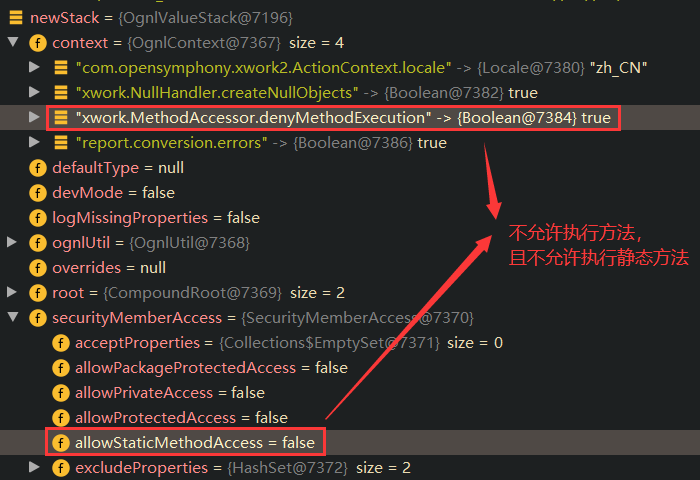 newStack = {OgnlValueStack@7196}
context = {OgnlContext@7367} size = 4
"com.opensymphony.xwork2.ActionContext.locale" -> {Locale@7380} "zh_CN"
"xwork.NullHandler.createNullObjects" -> {Boolean@7382} true
"xwork.MethodAccessor.denyMethodExecution" -> {Boolean@7384} true
"report.conversion.errors" -> {Boolean@7386} true
defaultType = null
devMode = false
logMissingProperties = false
ognlUtil = {OgnlUtil@7368}
overrides = null
root = {CompoundRoot@7369} size = 2
securityMemberAccess = {SecurityMemberAccess@7370}
acceptProperties = {Collections$EmptySet@7371} size = 0
allowPackageProtectedAccess = false
allowPrivateAccess = false
allowProtectedAccess = false
allowStaticMethodAccess = false
excludeProperties = {HashSet@7372} size = 2
不允许执行方法，
且不允许执行静态方法